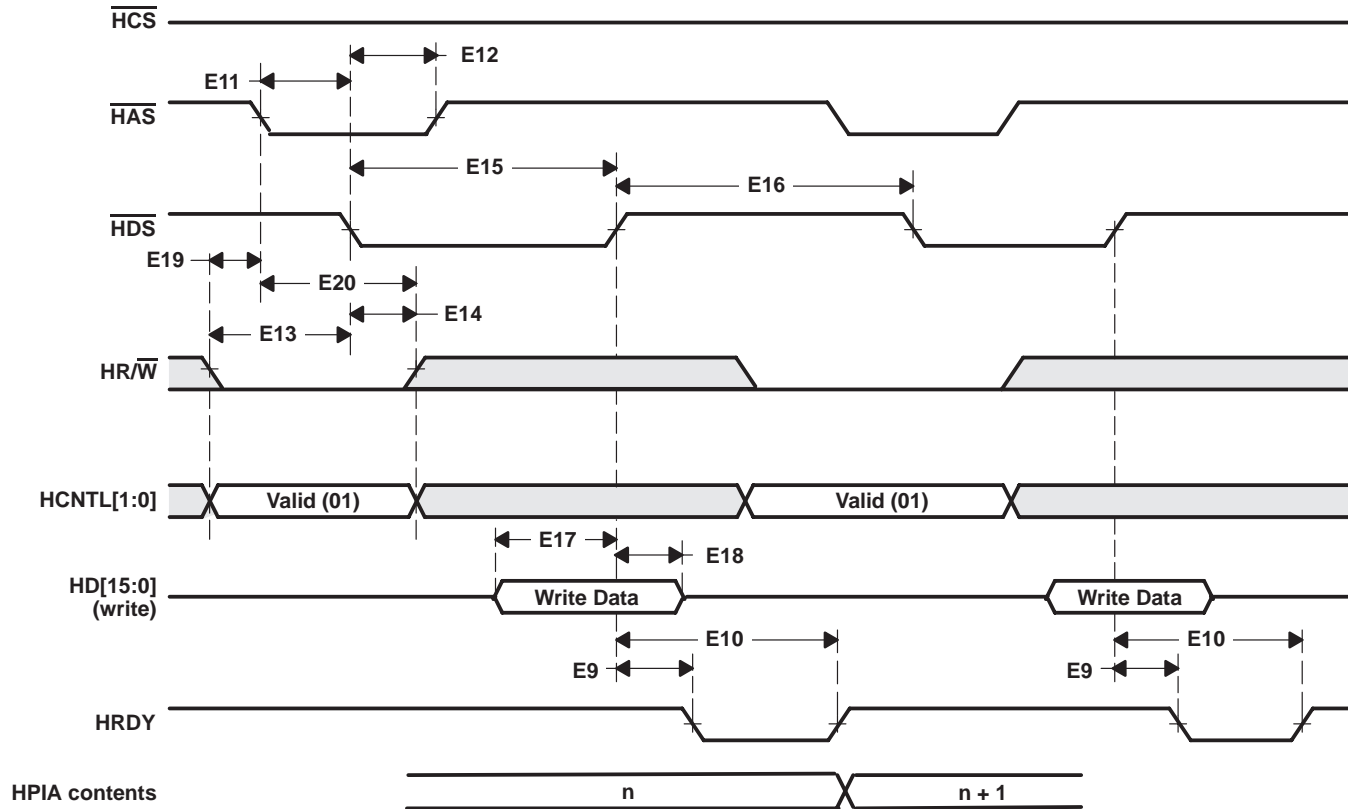 HCS
E12
E11
HAS
E15
E16
HDS
E19
E20
E14
E13
HR/W
HCNTL[1:0]
Valid (01)
Valid (01)
E17
E18
HD[15:0]
(write)
Write Data
Write Data
E10
E10
E9
E9
HRDY
HPIA contents
n
n + 1